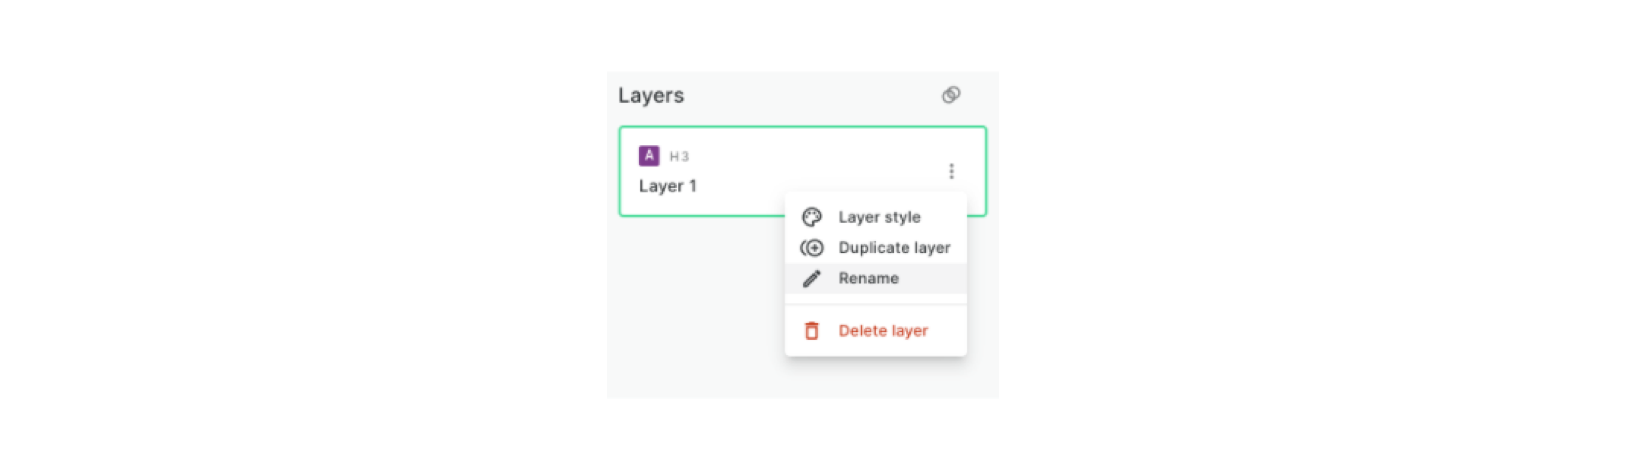 Layers
A H3
Layer 1
Layer style
Duplicate layer
Rename
Delete layer